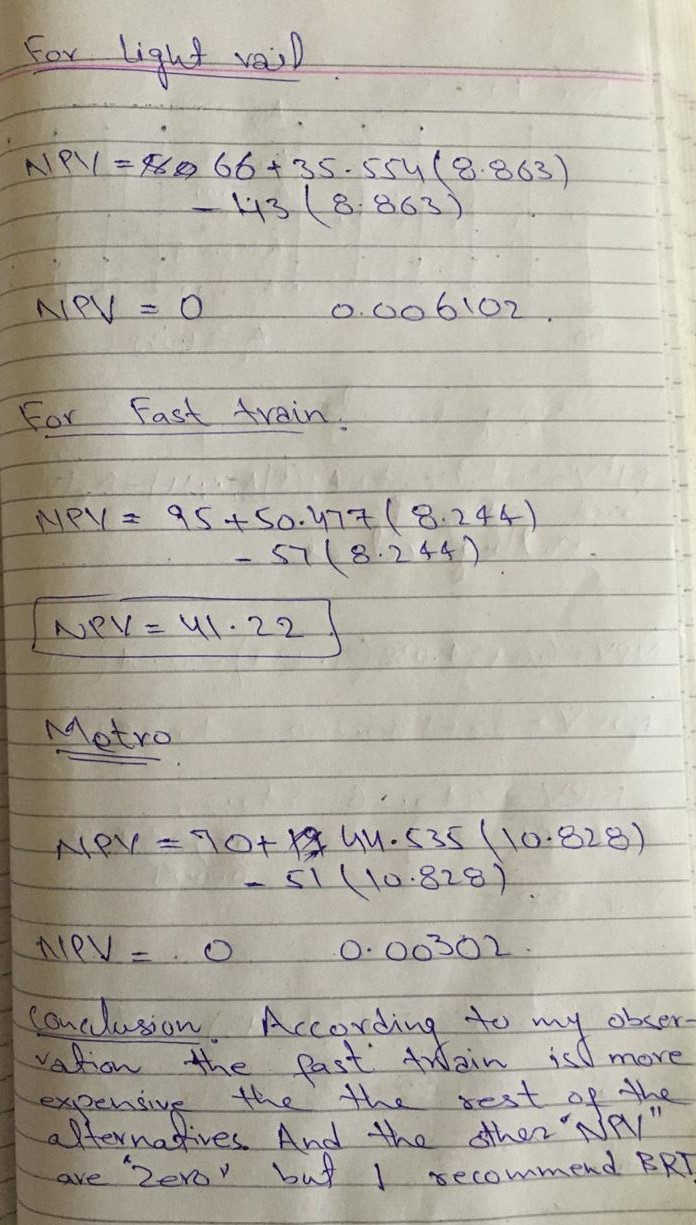 For Light rail
NPV = 66 + 35.554 (8.863)
- 43 (8.863)
NPV = 0 0.006102.
For Fast train.
NPV = 95 + 50.477 (8.244)
- 57 (8.244)
NPV = 41.22
Metro
NPV = 70 + 44.535 (10.828)
- 51 (10.828)
NPV = 0 0.00302.
Conclusion. According to my obser-
vation the fast train is more
expensive the the rest of the
alternatives. And the other "NPV"
are "Zero" but I recommend BRT.